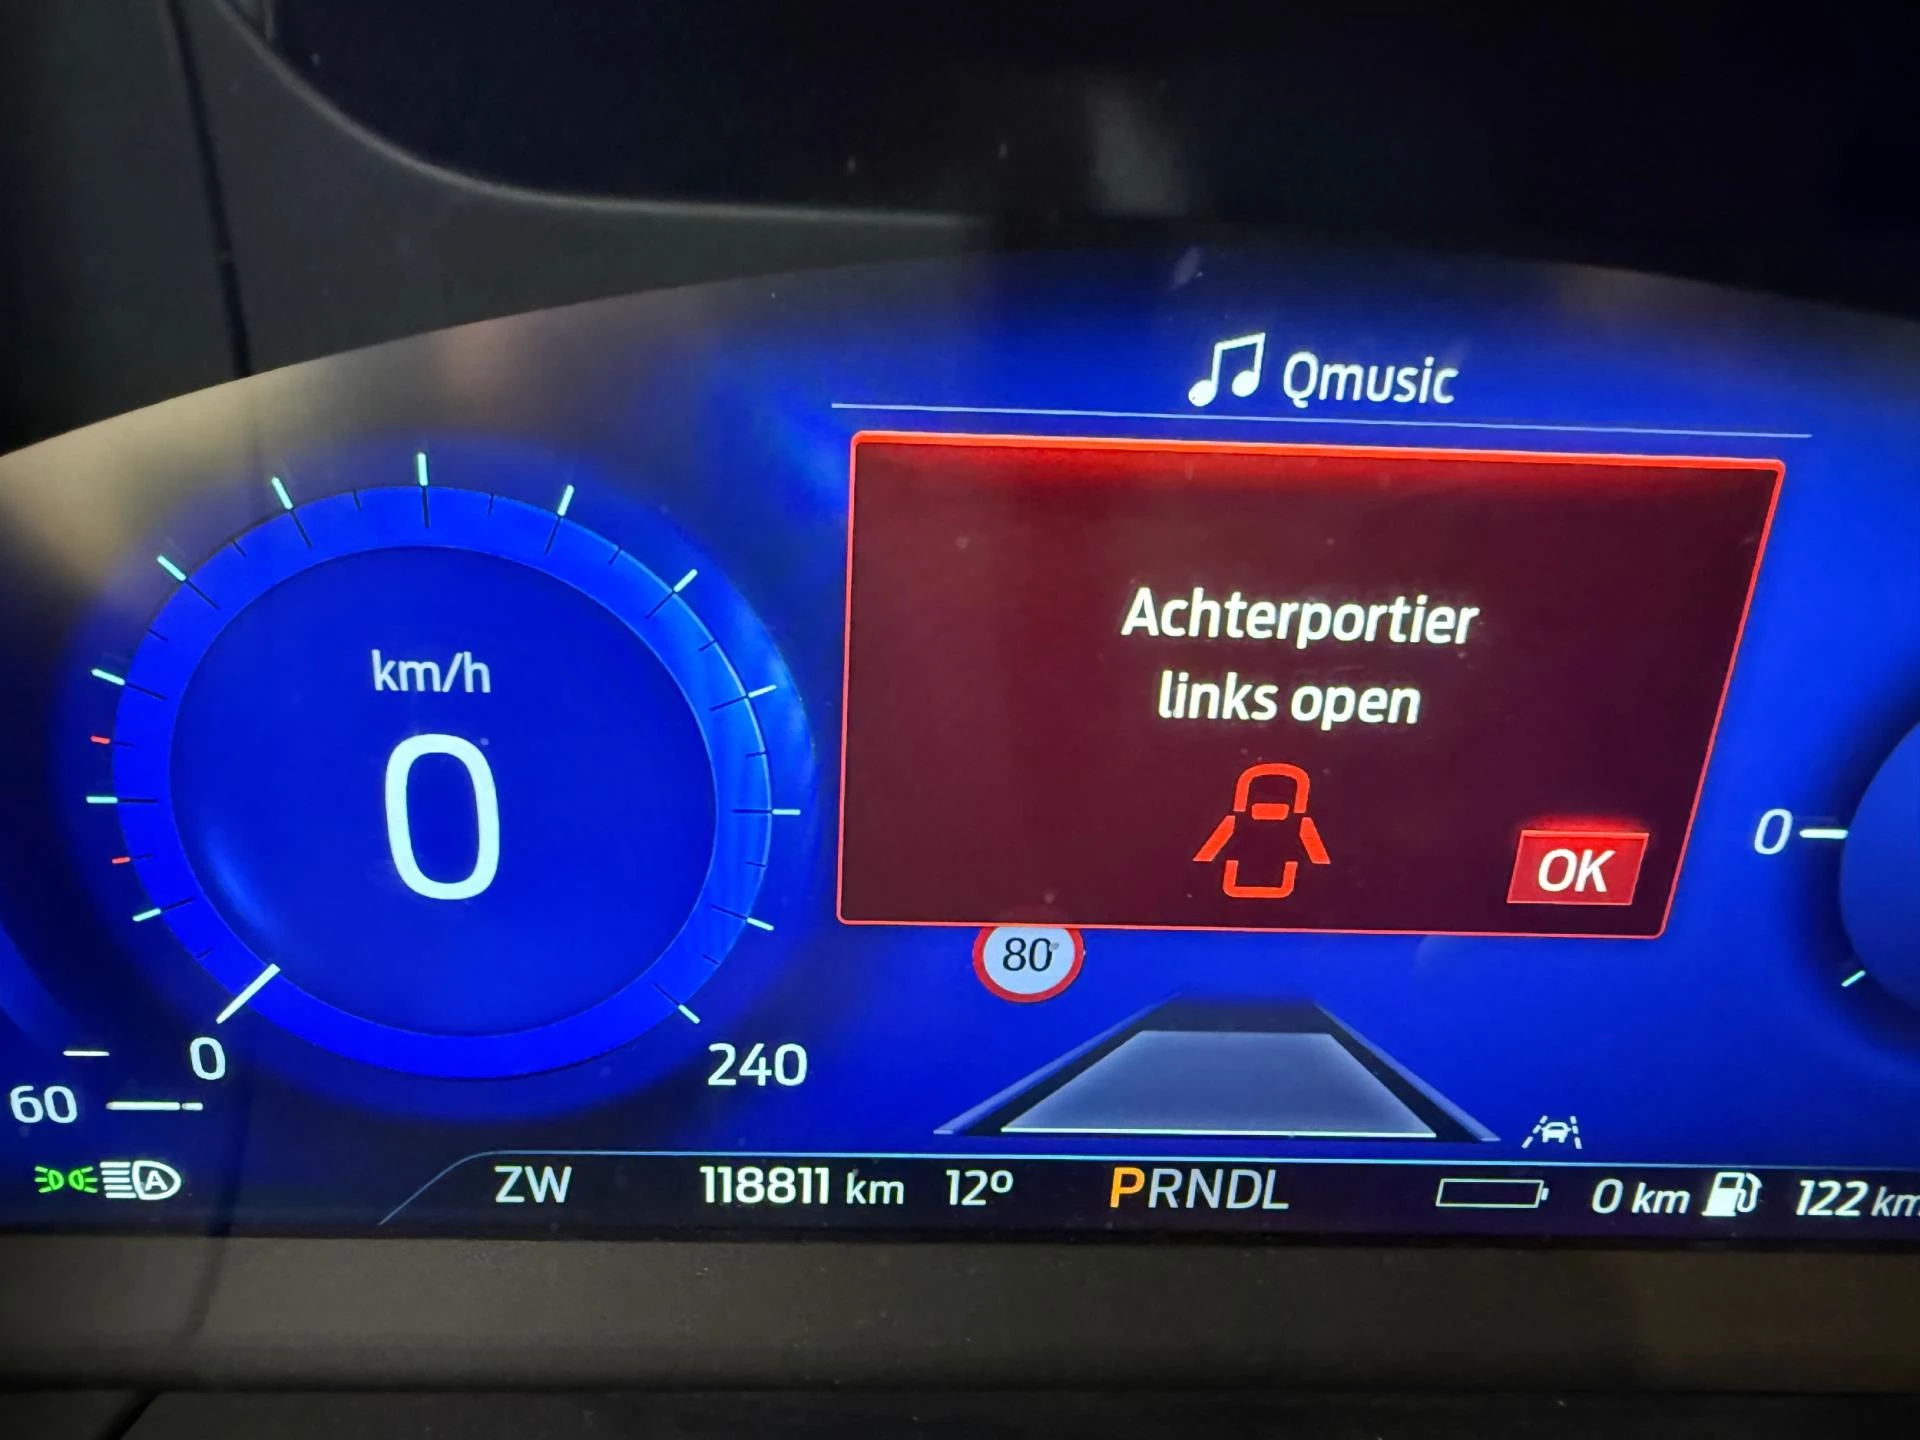 Qmusic
Achterportier
links open
OK
km/h
0
0
80
0
240
60
A
ZW 118811 km 12º PRNDL 0 km 122 km